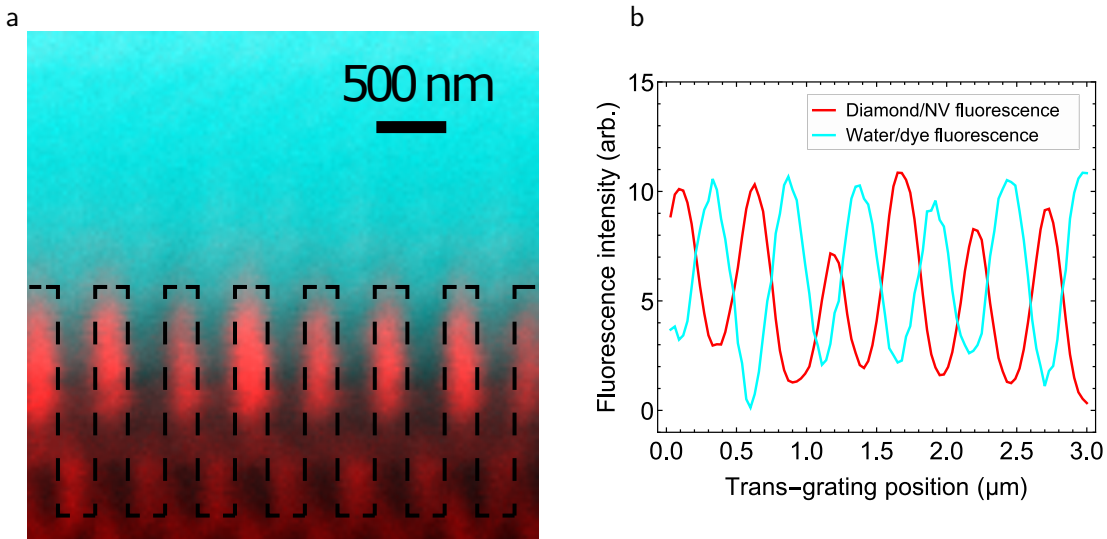 a
500 nm
b
Diamond/NV fluorescence
Water/dye fluorescence
Fluorescence intensity (arb.)
15
10
5
0
0.0 0.5 1.0 1.5 2.0 2.5 3.0
Trans−grating position (μm)